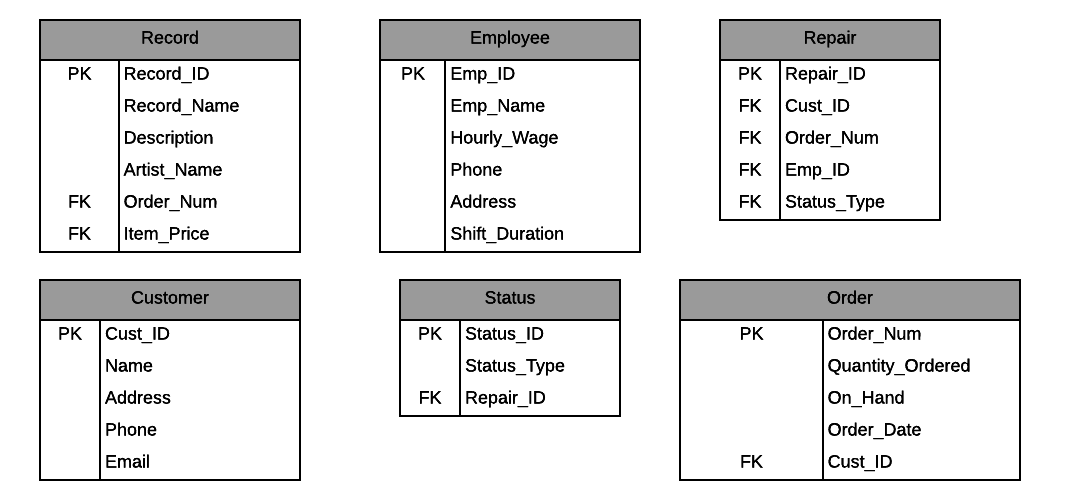 Record
PK Record_ID
Record_Name
Description
Artist_Name
FK Order_Num
FK Item_Price
Employee
PK Emp_ID
Emp_Name
Hourly_Wage
Phone
Address
Shift_Duration
Repair
PK Repair_ID
FK Cust_ID
FK Order_Num
FK Emp_ID
FK Status_Type
Customer
PK Cust_ID
Name
Address
Phone
Email
Status
PK Status_ID
Status_Type
FK Repair_ID
Order
PK Order_Num
Quantity_Ordered
On_Hand
Order_Date
FK Cust_ID